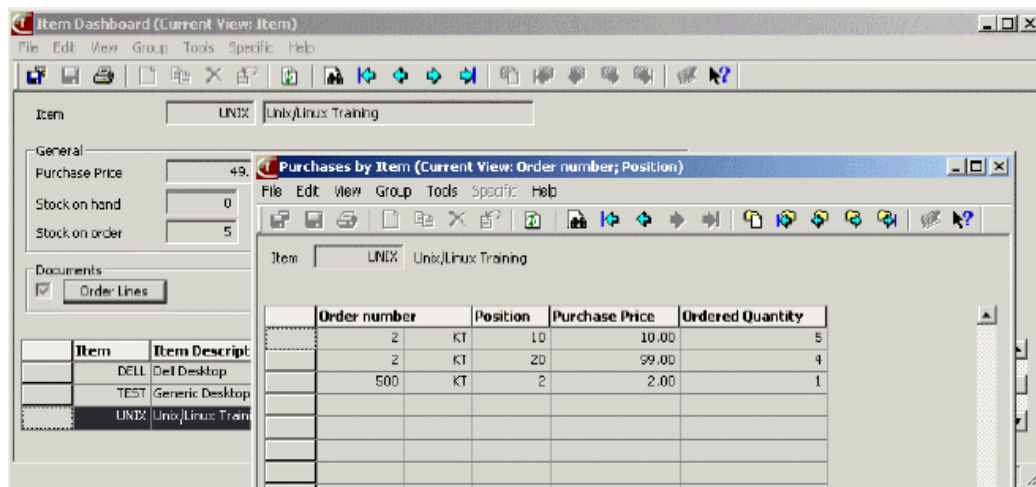 Item Dashboard (Current View: Item)
File Edit View Group Tools Specific Help
Item UNIX Unix/Linux Training
General
Purchase Price 49.
Stock on hand 0
Stock on order 5
Documents
Order Lines
Item Item Descript
DELL Dell Desktop
TEST Generic Desktop
UNIX Unix/Linux Traini
Purchases by Item (Current View: Order number; Position)
File Edit View Group Tools Specific Help
Item UNIX Unix/Linux Training
Order number Position Purchase Price Ordered Quantity
2 KT 10 10.00 5
2 KT 20 99.00 4
500 KT 2 2.00 1